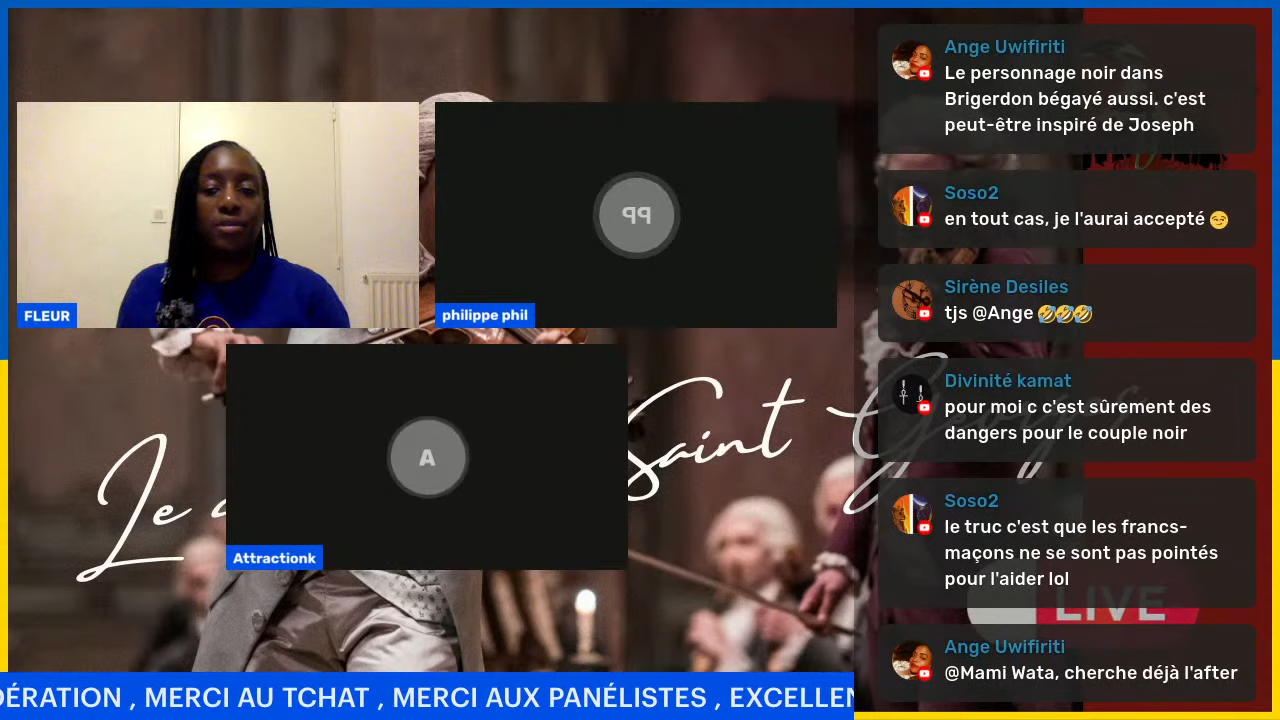 FLEUR
ꟼꟼ
philippe phil
A
Attractionk
Le
Saint
DÉRATION , MERCI AU TCHAT , MERCI AUX PANÉLISTES , EXCELLEN
Ange Uwifiriti
Le personnage noir dans
Brigerdon bégayé aussi. c'est
peut-être inspiré de Joseph
Soso2
en tout cas, je l'aurai accepté 😏
Sirène Desiles
tjs @Ange 🤣🤣🤣
Divinité kamat
pour moi c c'est sûrement des
dangers pour le couple noir
Soso2
le truc c'est que les francs-
maçons ne se sont pas pointés
pour l'aider lol
LIVE
Ange Uwifiriti
@Mami Wata, cherche déjà l'after